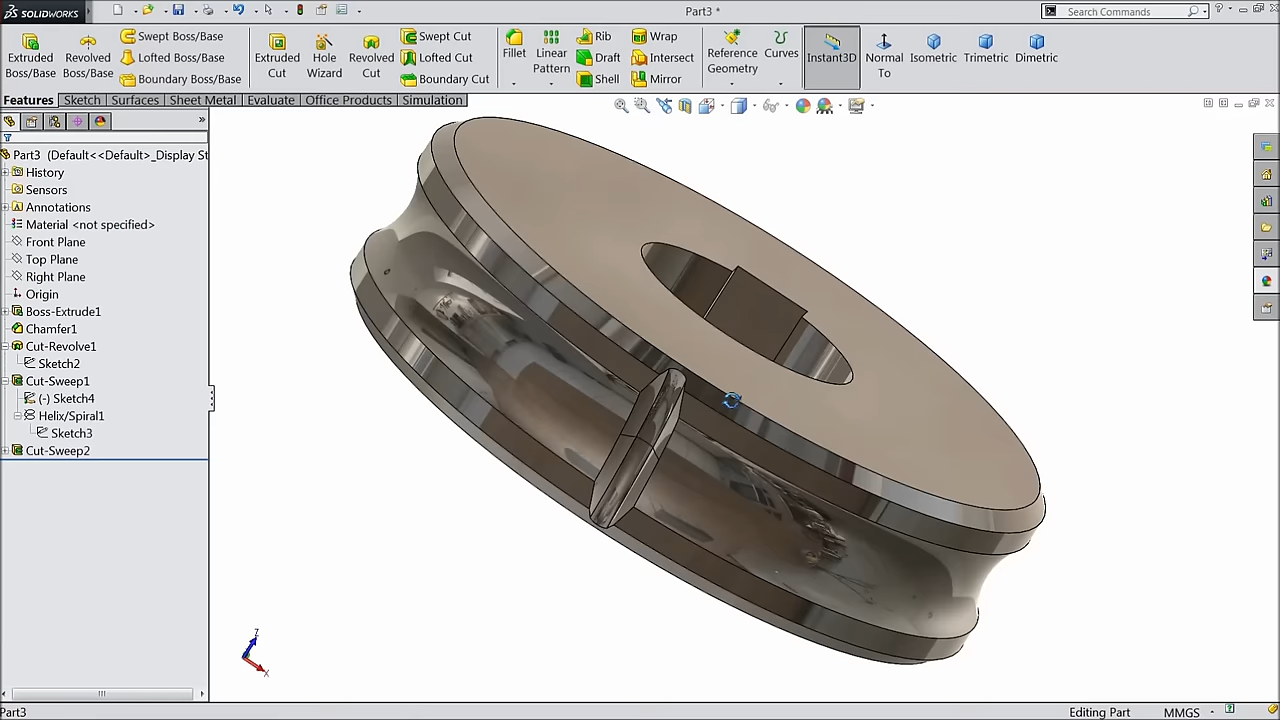 SOLIDWORKS
Part3 *
Search Commands
Extruded Boss/Base
Revolved Boss/Base
Swept Boss/Base
Lofted Boss/Base
Boundary Boss/Base
Extruded Cut
Hole Wizard
Revolved Cut
Swept Cut
Lofted Cut
Boundary Cut
Fillet
Linear Pattern
Rib
Draft
Shell
Wrap
Intersect
Mirror
Reference Geometry
Curves
Instant3D
Normal To
Isometric
Trimetric
Dimetric
Features
Sketch
Surfaces
Sheet Metal
Evaluate
Office Products
Simulation
Part3 (Default<<Default>_Display St
History
Sensors
Annotations
Material <not specified>
Front Plane
Top Plane
Right Plane
Origin
Boss-Extrude1
Chamfer1
Cut-Revolve1
Sketch2
Cut-Sweep1
(-) Sketch4
Helix/Spiral1
Sketch3
Cut-Sweep2
Z
X
Part3
Editing Part
MMGS